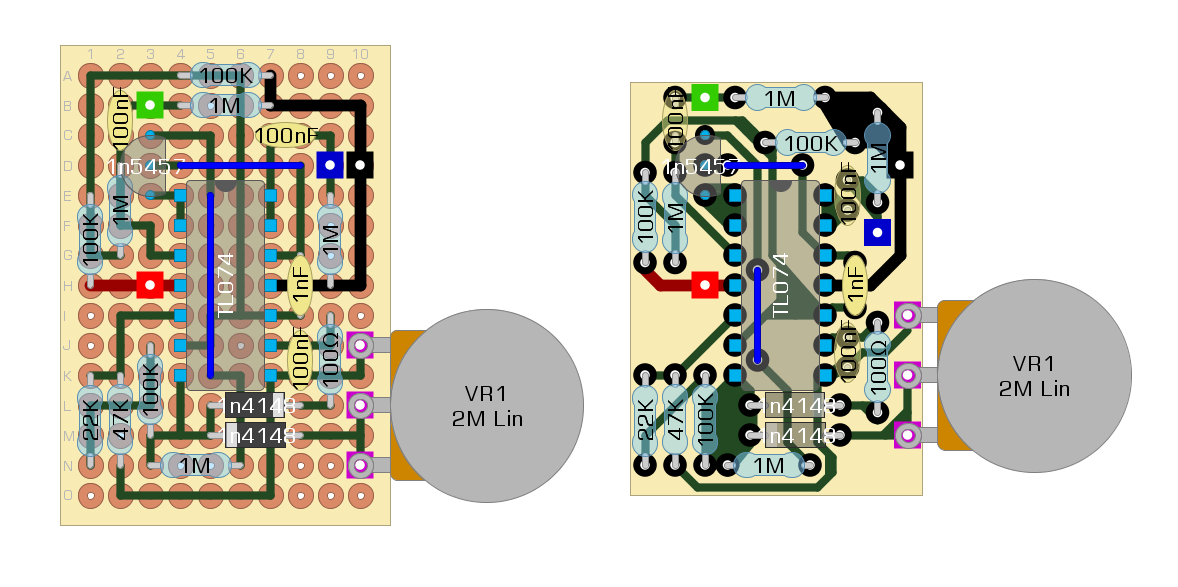 1 2 3 4 5 6 7 8 9 10
A
B
C
D
E
F
G
H
I
J
K
L
M
N
O
100K
1M
100nF
100nF
1n5457
1M
100K
1M
TL074
1nF
100nF
100Ω
100K
22K
47K
1n4148
1n4148
1M
VR1
2M Lin
100nF
1M
100K
1M
1n5457
100K
1M
100nF
TL074
1nF
100nF
100Ω
22K
47K
100K
1n4148
1n4148
1M
VR1
2M Lin